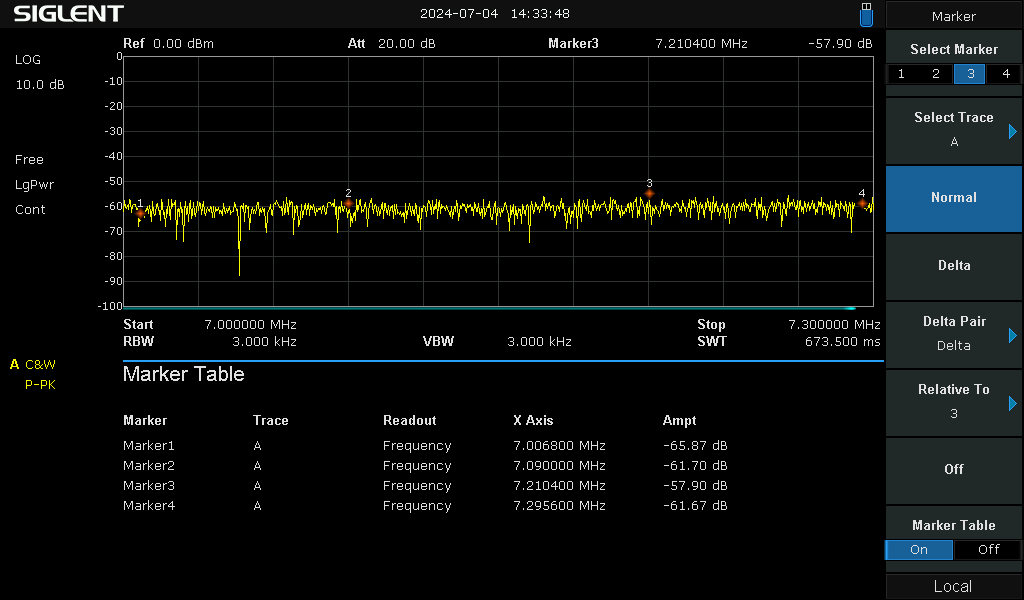 SIGLENT
2024-07-04 14:33:48
Marker
Ref 0.00 dBm Att 20.00 dB Marker3 7.210400 MHz -57.90 dB
LOG
10.0 dB
Free
LgPwr
Cont
0
-10
-20
-30
-40
-50
-60
-70
-80
-90
-100
1
2
3
4
Start 7.000000 MHz Stop 7.300000 MHz
RBW 3.000 kHz VBW 3.000 kHz SWT 673.500 ms
A C&W
P-PK
Marker Table
Marker Trace Readout X Axis Ampt
Marker1 A Frequency 7.006800 MHz -65.87 dB
Marker2 A Frequency 7.090000 MHz -61.70 dB
Marker3 A Frequency 7.210400 MHz -57.90 dB
Marker4 A Frequency 7.295600 MHz -61.67 dB
Select Marker
1 2 3 4
Select Trace
A
Normal
Delta
Delta Pair
Delta
Relative To
3
Off
Marker Table
On Off
Local